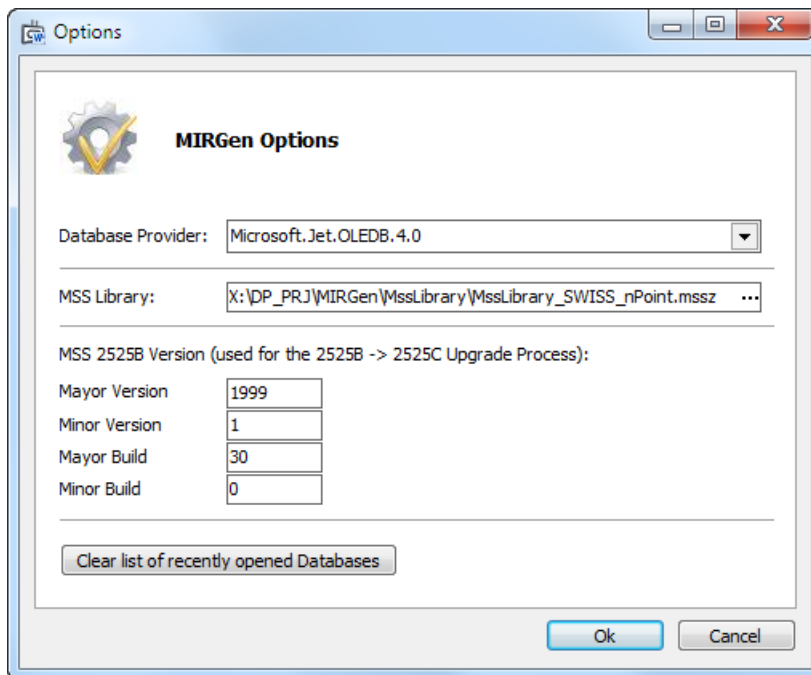 Options
MIRGen Options
Database Provider: Microsoft.Jet.OLEDB.4.0
MSS Library: X:\DP_PRJ\MIRGen\MssLibrary\MssLibrary_SWISS_nPoint.mssz ...
MSS 2525B Version (used for the 2525B -> 2525C Upgrade Process):
Mayor Version 1999
Minor Version 1
Mayor Build 30
Minor Build 0
Clear list of recently opened Databases
Ok Cancel